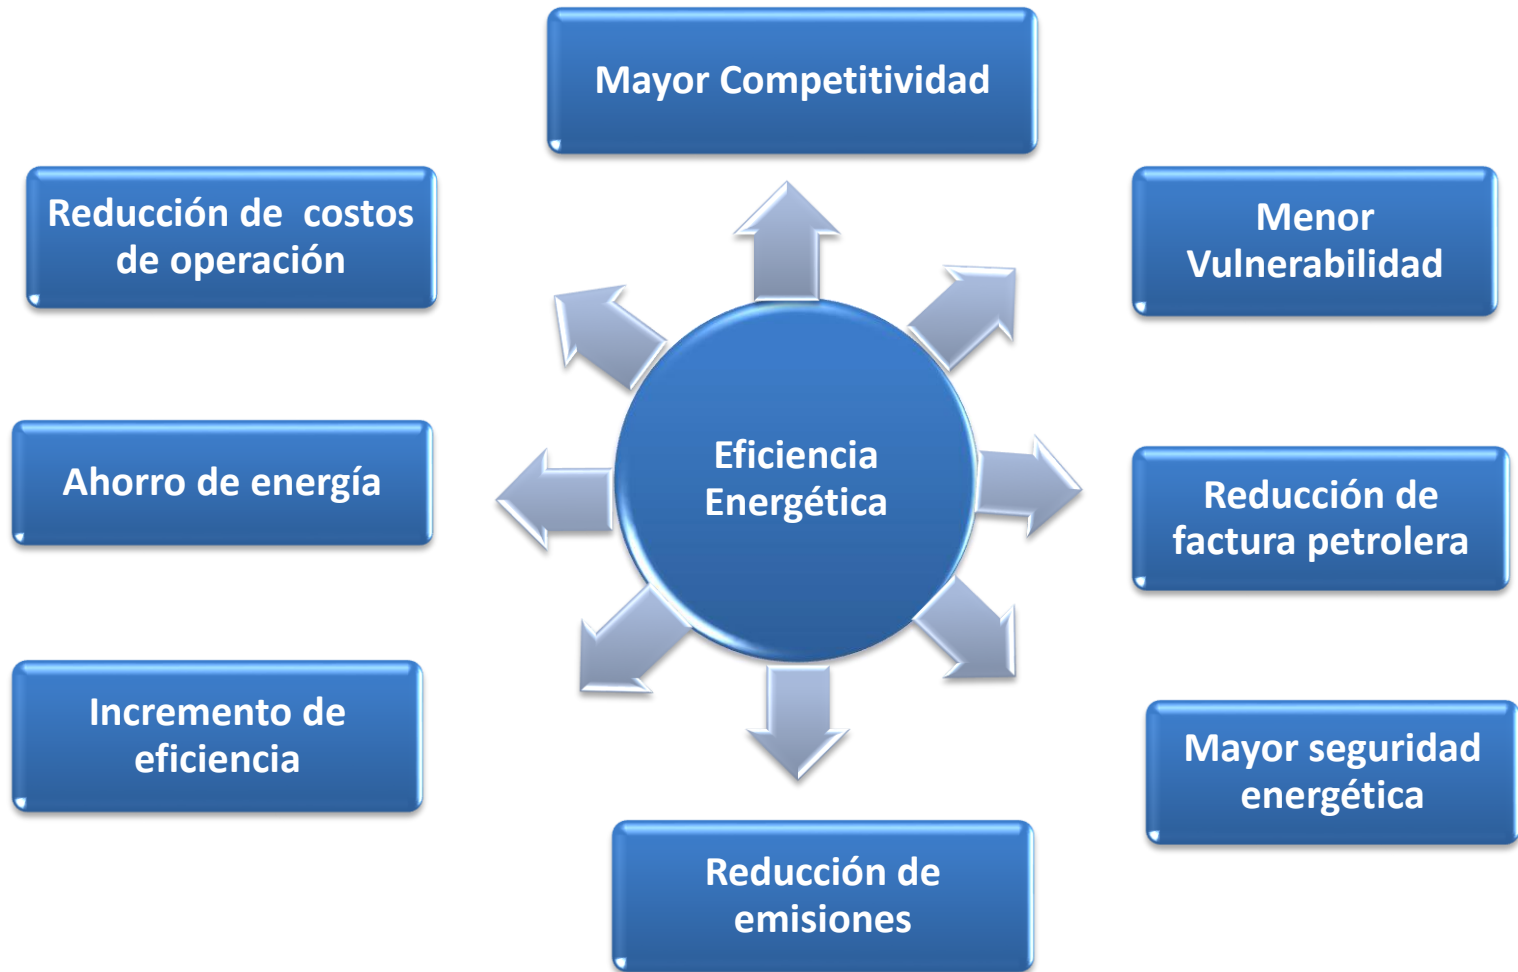 Mayor Competitividad
Reducción de costos
de operación
Menor
Vulnerabilidad
Ahorro de energía
Eficiencia
Energética
Reducción de
factura petrolera
Incremento de
eficiencia
Mayor seguridad
energética
Reducción de
emisiones